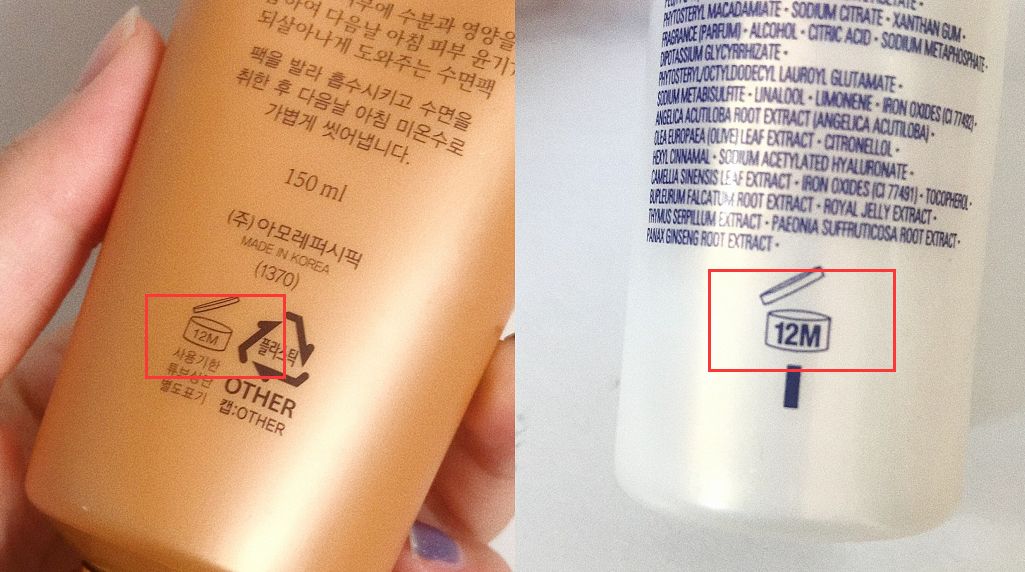 수분과 영양을
하여 다음날 아침 피부 윤기가
되살아나게 도와주는 수면팩
팩을 발라 흡수시키고 수면을
취한 후 다음날 아침 미온수로
가볍게 씻어냅니다.
150 ml
(주)아모레퍼시픽
MADE IN KOREA
(1370)
12M
플라스틱
사용기한
튜브상단
별도표기
OTHER
캡:OTHER
PHYTOSTERYL MACADAMIATE · SODIUM CITRATE · XANTHAN GUM ·
FRAGRANCE (PARFUM) · ALCOHOL · CITRIC ACID · SODIUM METAPHOSPHATE ·
DIPOTASSIUM GLYCYRRHIZATE ·
PHYTOSTERYL/OCTYLDODECYL LAUROYL GLUTAMATE ·
SODIUM METABISULFITE · LINALOOL · LIMONENE · IRON OXIDES (CI 77492) ·
ANGELICA ACUTILOBA ROOT EXTRACT (ANGELICA ACUTILOBA) ·
OLEA EUROPAEA (OLIVE) LEAF EXTRACT · CITRONELLOL ·
HEXYL CINNAMAL · SODIUM ACETYLATED HYALURONATE ·
CAMELLIA SINENSIS LEAF EXTRACT · IRON OXIDES (CI 77491) · TOCOPHEROL ·
BUPLEURUM FALCATUM ROOT EXTRACT · ROYAL JELLY EXTRACT ·
THYMUS SERPILLUM EXTRACT · PAEONIA SUFFRUTICOSA ROOT EXTRACT ·
PANAX GINSENG ROOT EXTRACT ·
12M